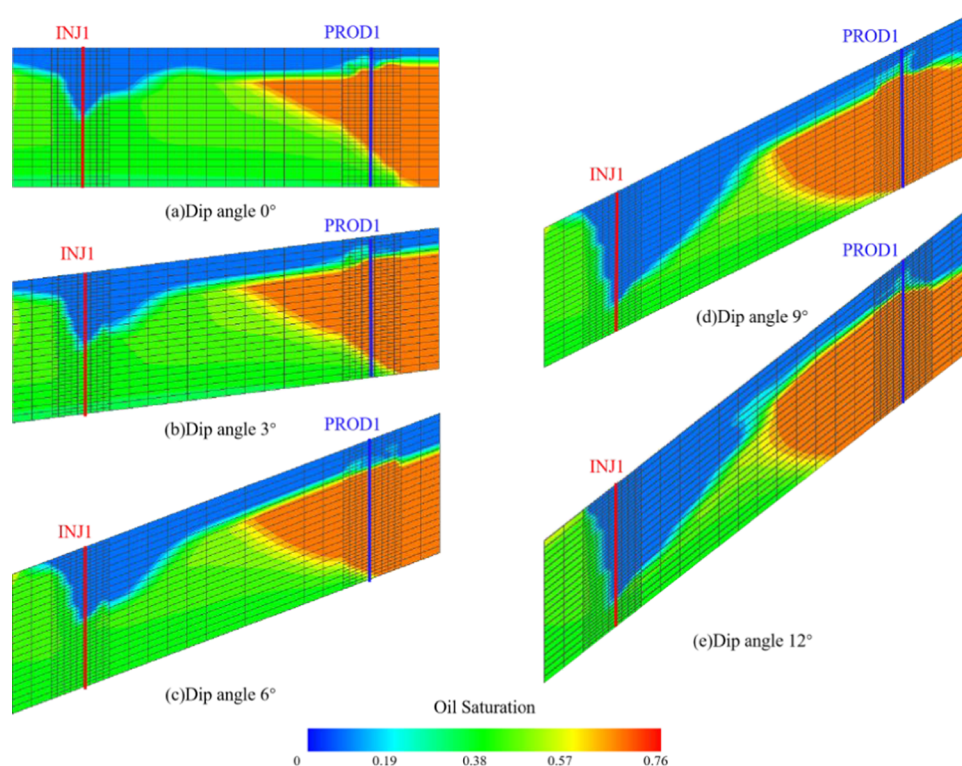 INJ1
PROD1
(a)Dip angle 0°
INJ1
PROD1
(b)Dip angle 3°
INJ1
PROD1
(c)Dip angle 6°
INJ1
PROD1
(d)Dip angle 9°
INJ1
PROD1
(e)Dip angle 12°
Oil Saturation
0 0.19 0.38 0.57 0.76